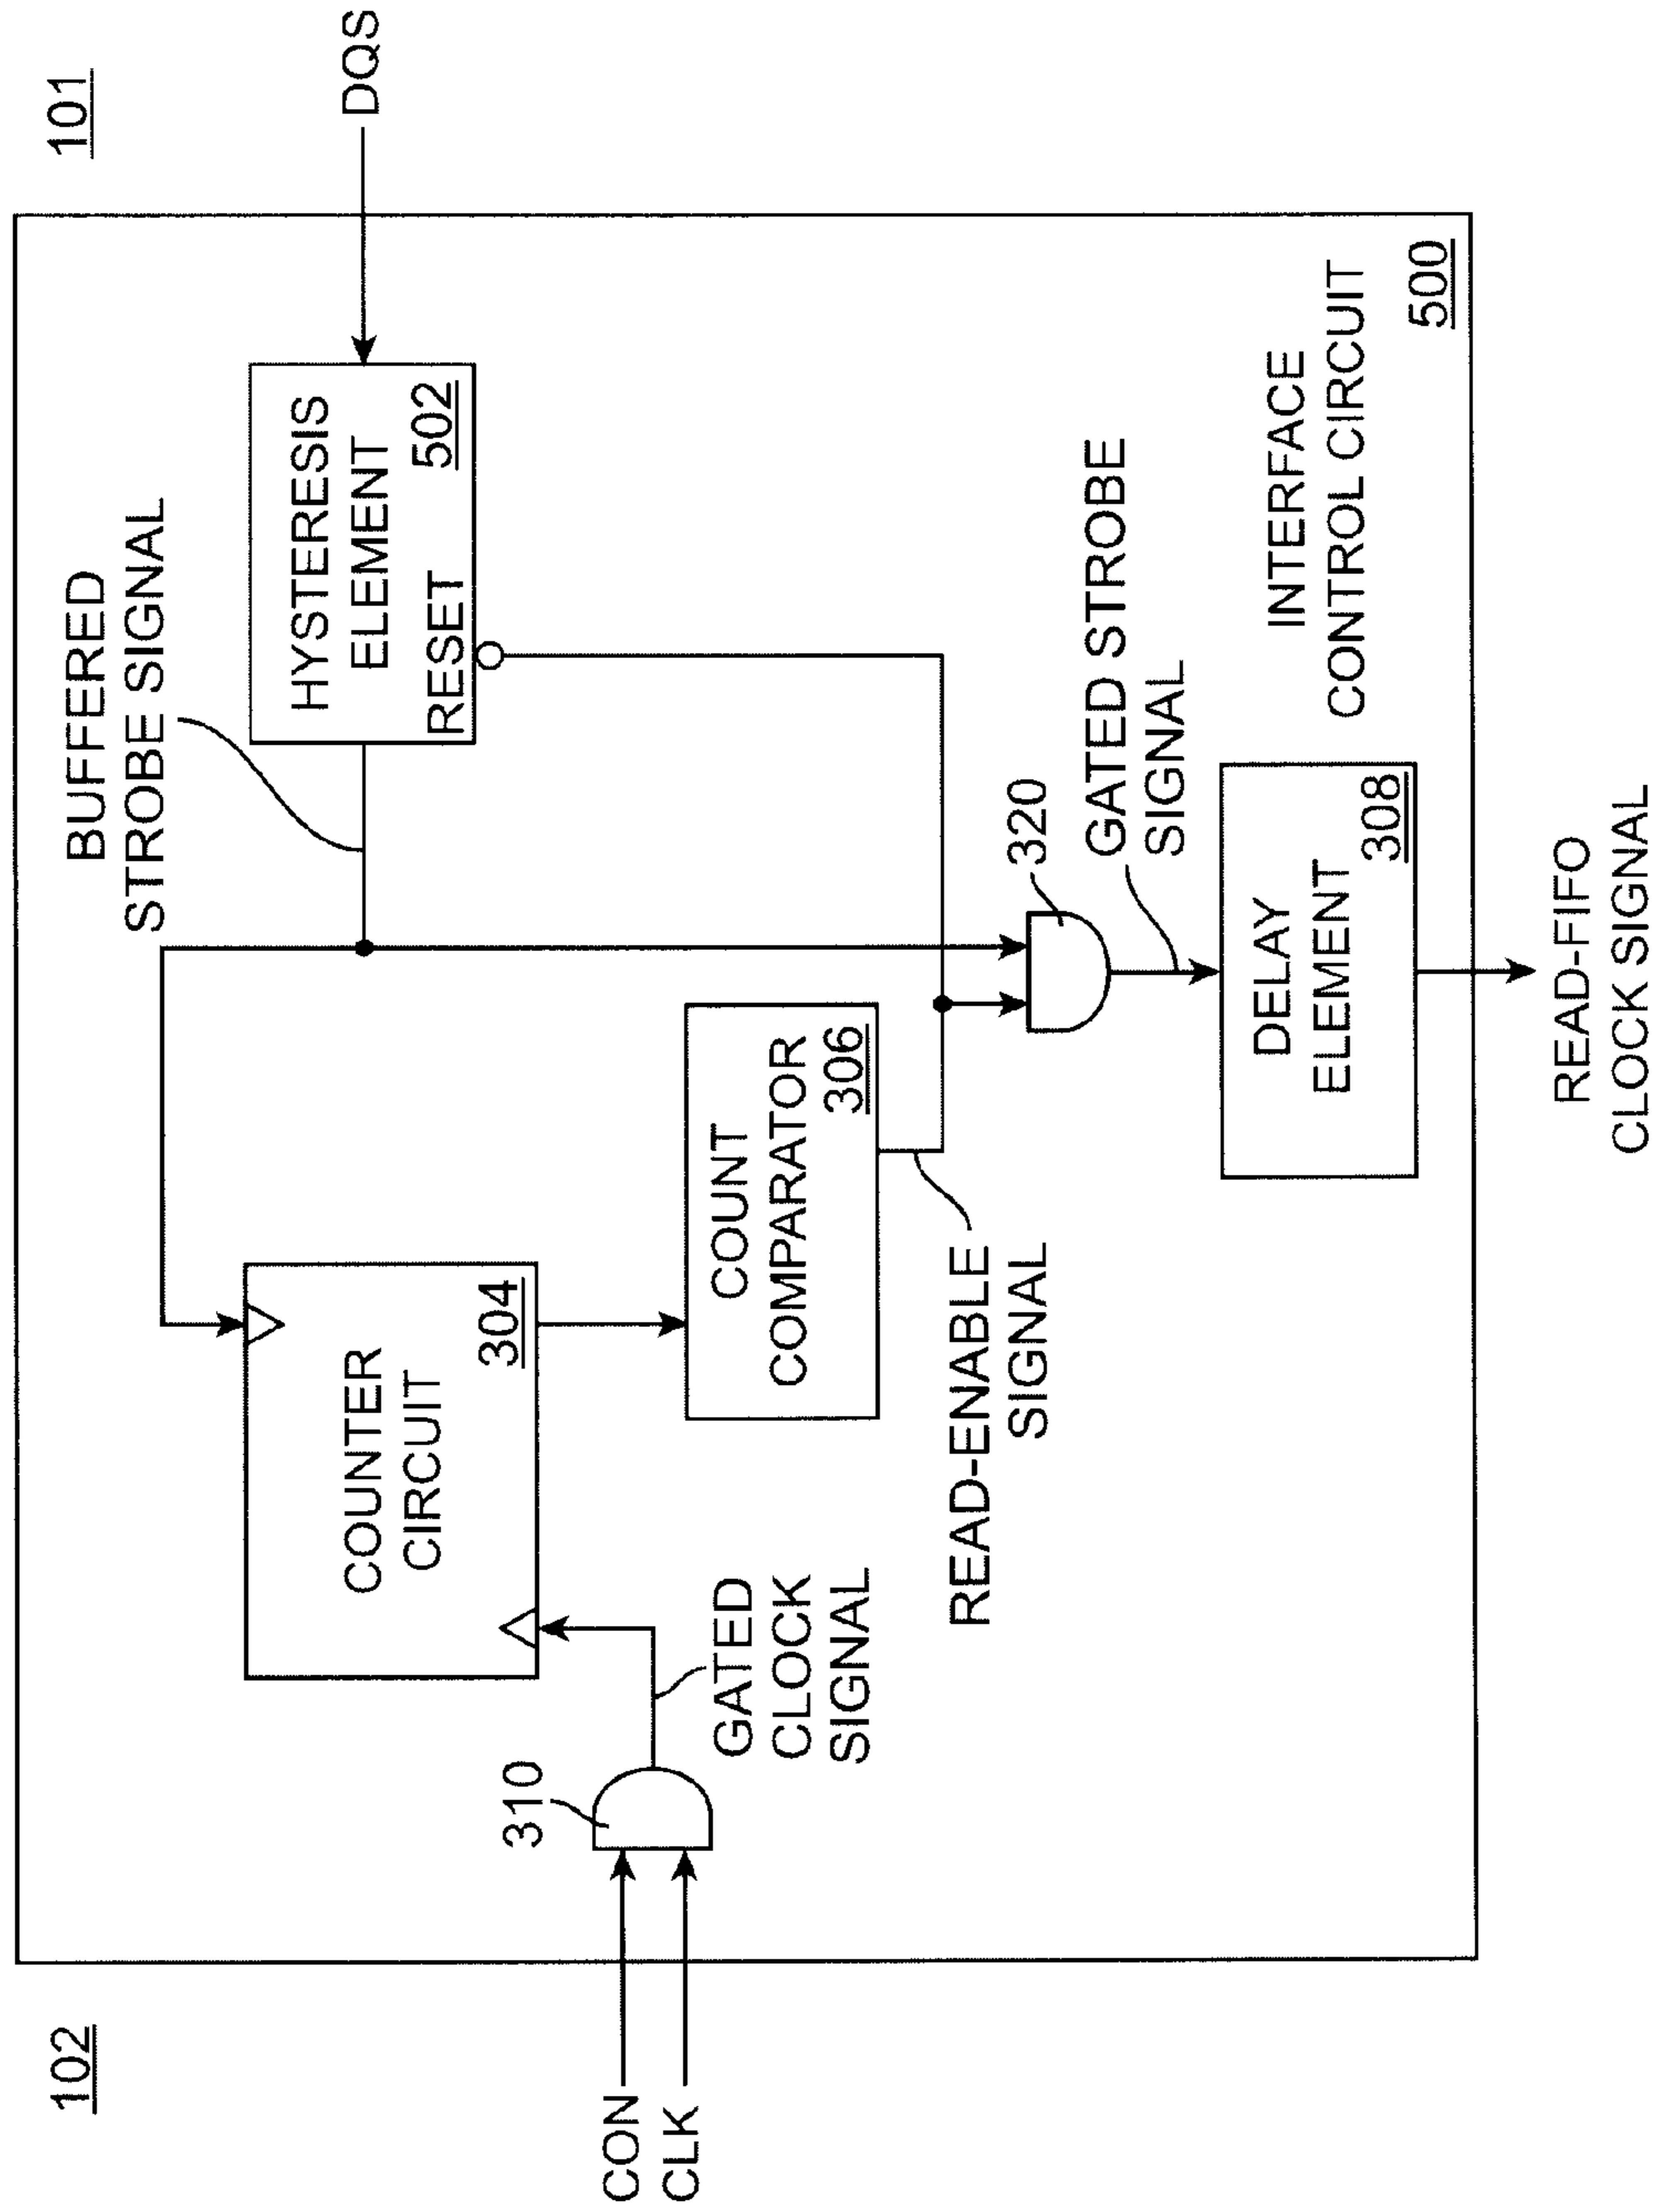 102
101
BUFFERED
STROBE SIGNAL
DQS
HYSTERESIS
ELEMENT
502
RESET
COUNTER
CIRCUIT
304
310
CON
CLK
GATED
CLOCK
SIGNAL
COUNT
COMPARATOR
306
READ-ENABLE
SIGNAL
320
GATED STROBE
SIGNAL
DELAY
ELEMENT
308
INTERFACE
CONTROL CIRCUIT
500
READ-FIFO
CLOCK SIGNAL